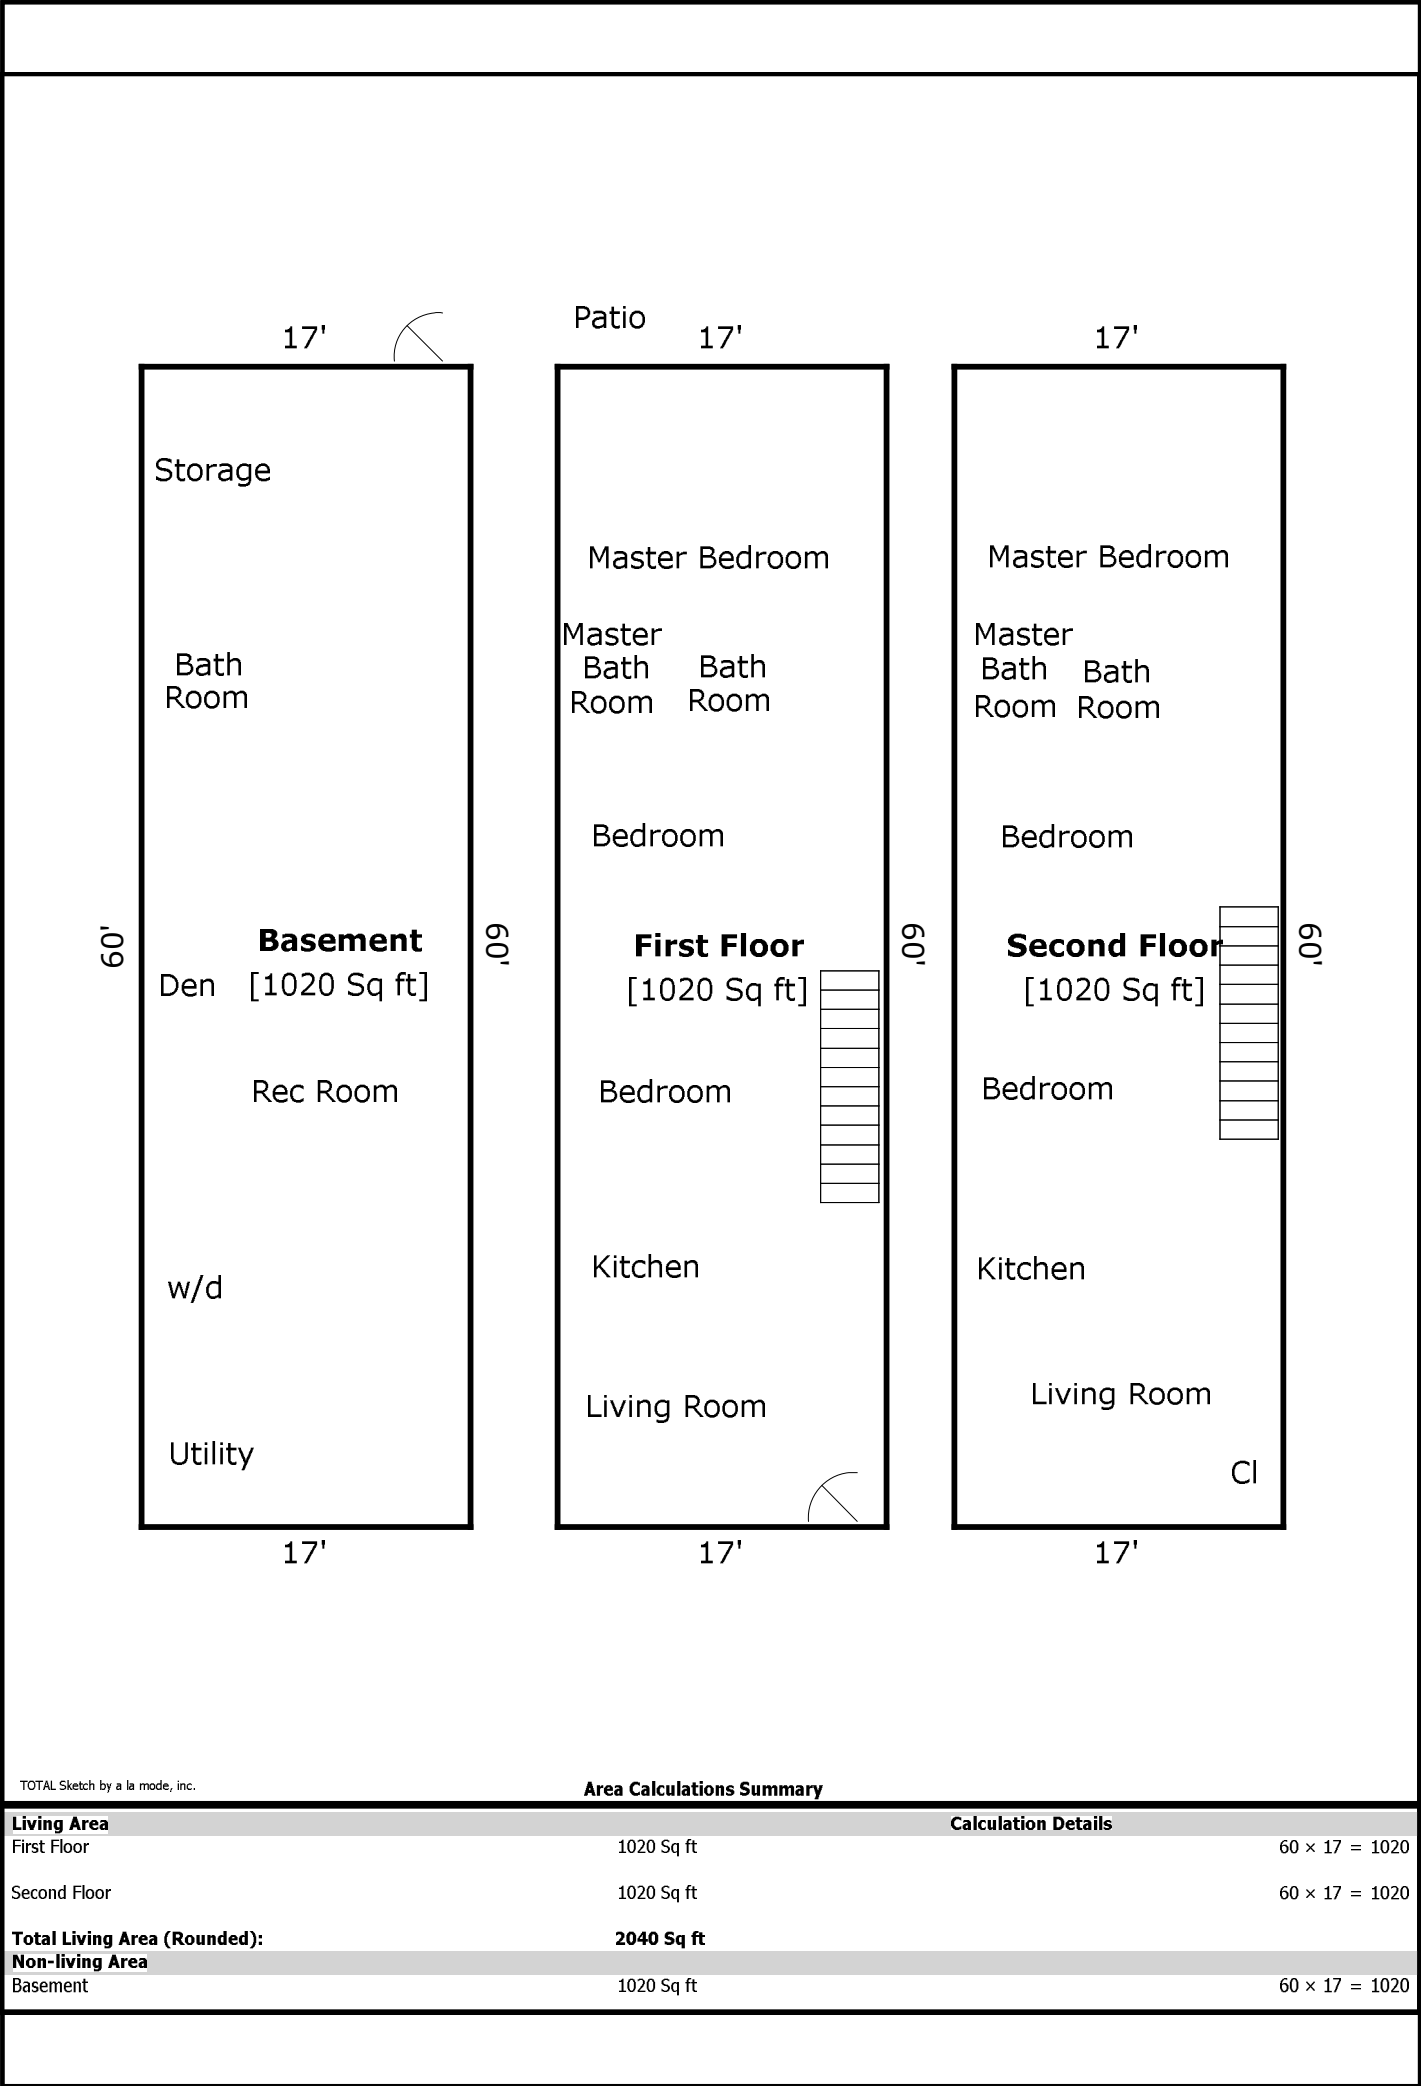 Patio
17'
17'
17'
Storage
Master Bedroom
Master Bedroom
Master
Bath
Room
Bath
Room
Master
Bath
Room
Bath
Room
Bath
Room
Bedroom
Bedroom
60'
Basement
[1020 Sq ft]
60'
First Floor
[1020 Sq ft]
60'
Second Floor
[1020 Sq ft]
60'
Den
Rec Room
Bedroom
Bedroom
w/d
Kitchen
Kitchen
Living Room
Living Room
Utility
Cl
17'
17'
17'
TOTAL Sketch by a la mode, inc.
Area Calculations Summary
Living Area Calculation Details
First Floor 1020 Sq ft 60 × 17 = 1020
Second Floor 1020 Sq ft 60 × 17 = 1020
Total Living Area (Rounded): 2040 Sq ft
Non-living Area
Basement 1020 Sq ft 60 × 17 = 1020